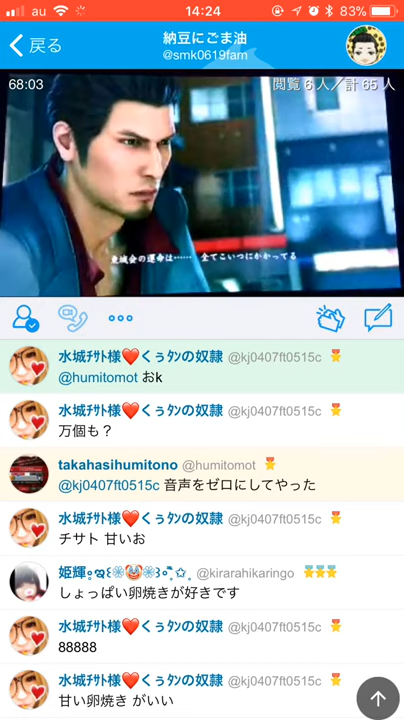 au 14:24 83%
戻る
納豆にごま油
@smk0619fam
68:03 閲覧 6 人／計 65 人
東城会の運命は…… 全てこいつにかかってる
水城ﾁｻﾄ様❤️くぅﾀﾝの奴隷 @kj0407ft0515c
@humitomot おk
水城ﾁｻﾄ様❤️くぅﾀﾝの奴隷 @kj0407ft0515c
万個も？
takahasihumitono @humitomot
@kj0407ft0515c 音声をゼロにしてやった
水城ﾁｻﾄ様❤️くぅﾀﾝの奴隷 @kj0407ft0515c
チサト 甘いお
姫輝 @kirarahikaringo
しょっぱい卵焼きが好きです
水城ﾁｻﾄ様❤️くぅﾀﾝの奴隷 @kj0407ft0515c
88888
水城ﾁｻﾄ様❤️くぅﾀﾝの奴隷 @kj0407ft0515c
甘い卵焼き がいい